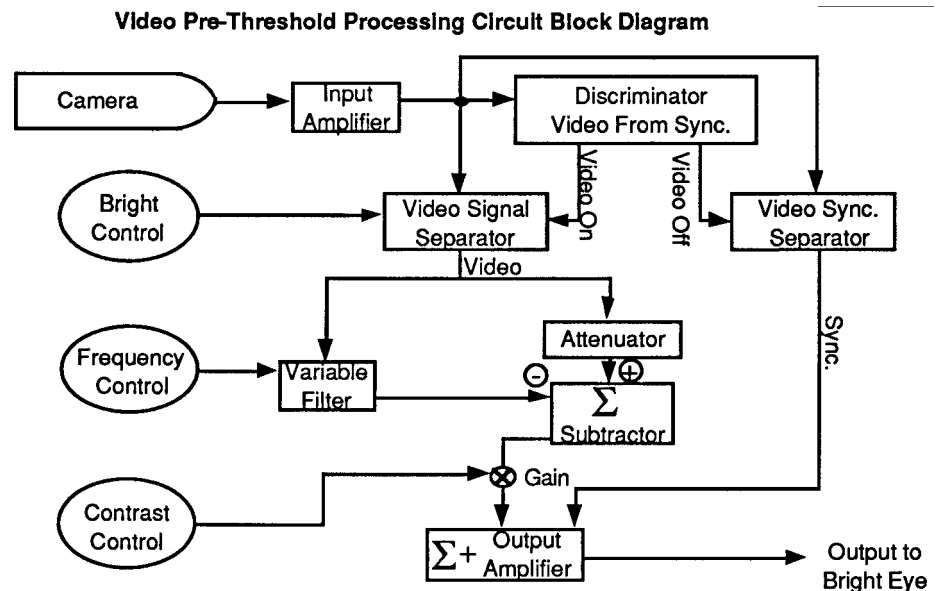 Video Pre-Threshold Processing Circuit Block Diagram
Camera
Input
Amplifier
Discriminator
Video From Sync.
Video On
Video Off
Bright
Control
Video Signal
Separator
Video Sync.
Separator
Video
Sync.
Attenuator
Frequency
Control
Variable
Filter
-
+
Σ
Subtractor
Gain
Contrast
Control
Σ+ Output
Amplifier
Output to
Bright Eye